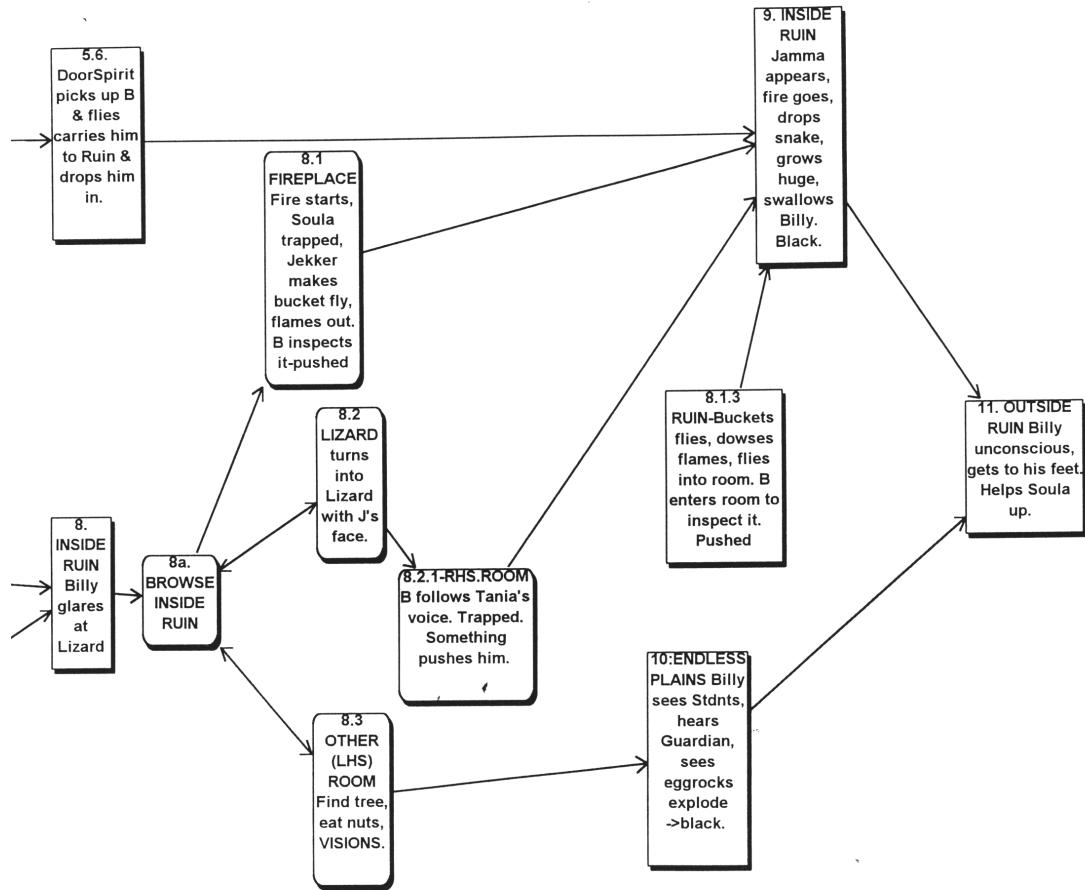 5.6.
DoorSpirit
picks up B
& flies
carries him
to Ruin &
drops him
in.
8.1
FIREPLACE
Fire starts,
Soula
trapped,
Jekker
makes
bucket fly,
flames out.
B inspects
it-pushed
9. INSIDE
RUIN
Jamma
appears,
fire goes,
drops
snake,
grows
huge,
swallows
Billy.
Black.
8.2
LIZARD
turns
into
Lizard
with J's
face.
8.1.3
RUIN-Buckets
flies, dowses
flames, flies
into room. B
enters room to
inspect it.
Pushed
11. OUTSIDE
RUIN Billy
unconscious,
gets to his feet.
Helps Soula
up.
8.
INSIDE
RUIN
Billy
glares
at
Lizard
8a.
BROWSE
INSIDE
RUIN
8.2.1-RHS.ROOM
B follows Tania's
voice. Trapped.
Something
pushes him.
8.3
OTHER
(LHS)
ROOM
Find tree,
eat nuts,
VISIONS.
10:ENDLESS
PLAINS Billy
sees Stdnts,
hears
Guardian,
sees
eggrocks
explode
->black.